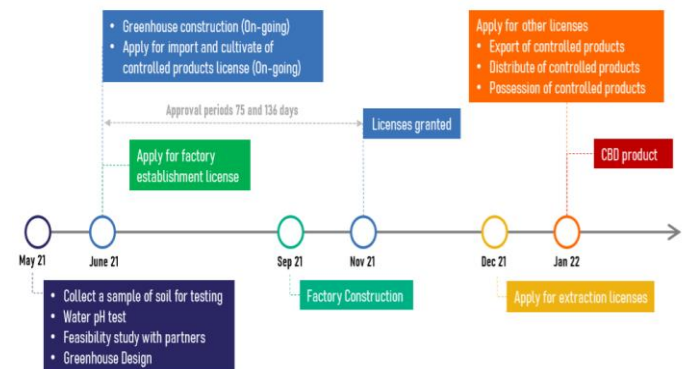 • Greenhouse construction (On-going)
• Apply for import and cultivate of
controlled products license (On-going)
Apply for other licenses
• Export of controlled products
• Distribute of controlled products
• Possession of controlled products
Approval periods 75 and 136 days
Licenses granted
Apply for factory
establishment license
CBD product
May 21
June 21
Sep 21
Nov 21
Dec 21
Jan 22
• Collect a sample of soil for testing
• Water pH test
• Feasibility study with partners
• Greenhouse Design
Factory Construction
Apply for extraction licenses